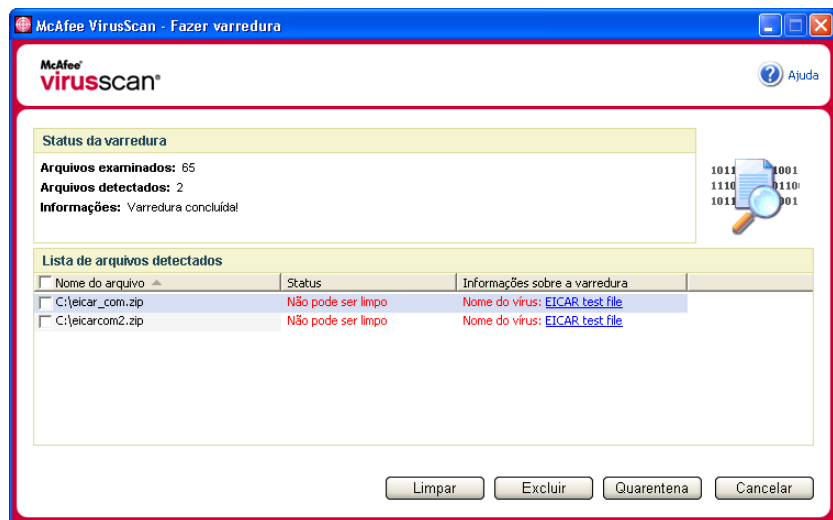 McAfee VirusScan - Fazer varredura
McAfee®
virusscan®
Ajuda
Status da varredura
Arquivos examinados: 65
Arquivos detectados: 2
Informações: Varredura concluída!
Lista de arquivos detectados
Nome do arquivo Status Informações sobre a varredura
C:\eicar_com.zip Não pode ser limpo Nome do vírus: EICAR test file
C:\eicarcom2.zip Não pode ser limpo Nome do vírus: EICAR test file
Limpar Excluir Quarentena Cancelar